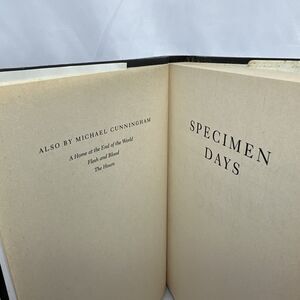 ALSO BY MICHAEL CUNNINGHAM
A Home at the End of the World
Flesh and Blood
The Hours
SPECIMEN
DAYS